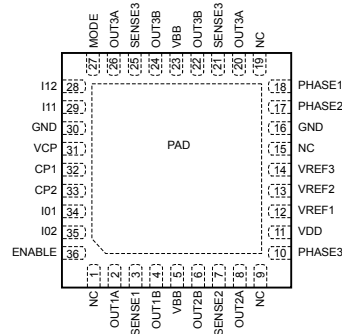 MODE
OUT3A
SENSE3
OUT3B
VBB
OUT3B
SENSE3
OUT3A
NC
27
26
25
24
23
22
21
20
19
I12
28
I11
29
GND
30
VCP
31
CP1
32
CP2
33
I01
34
I02
35
ENABLE
36
PAD
18
PHASE1
17
PHASE2
16
GND
15
NC
14
VREF3
13
VREF2
12
VREF1
11
VDD
10
PHASE3
1
2
3
4
5
6
7
8
9
NC
OUT1A
SENSE1
OUT1B
VBB
OUT2B
SENSE2
OUT2A
NC